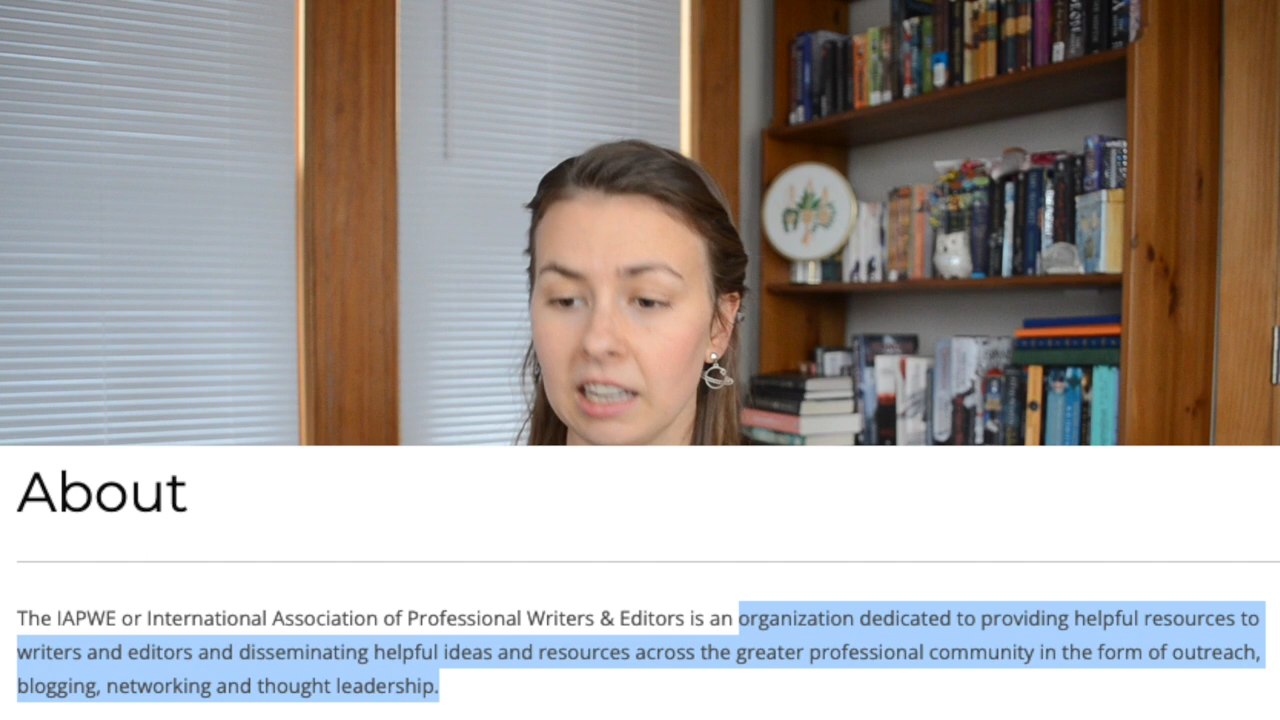 About
The IAPWE or International Association of Professional Writers & Editors is an organization dedicated to providing helpful resources to
writers and editors and disseminating helpful ideas and resources across the greater professional community in the form of outreach,
blogging, networking and thought leadership.